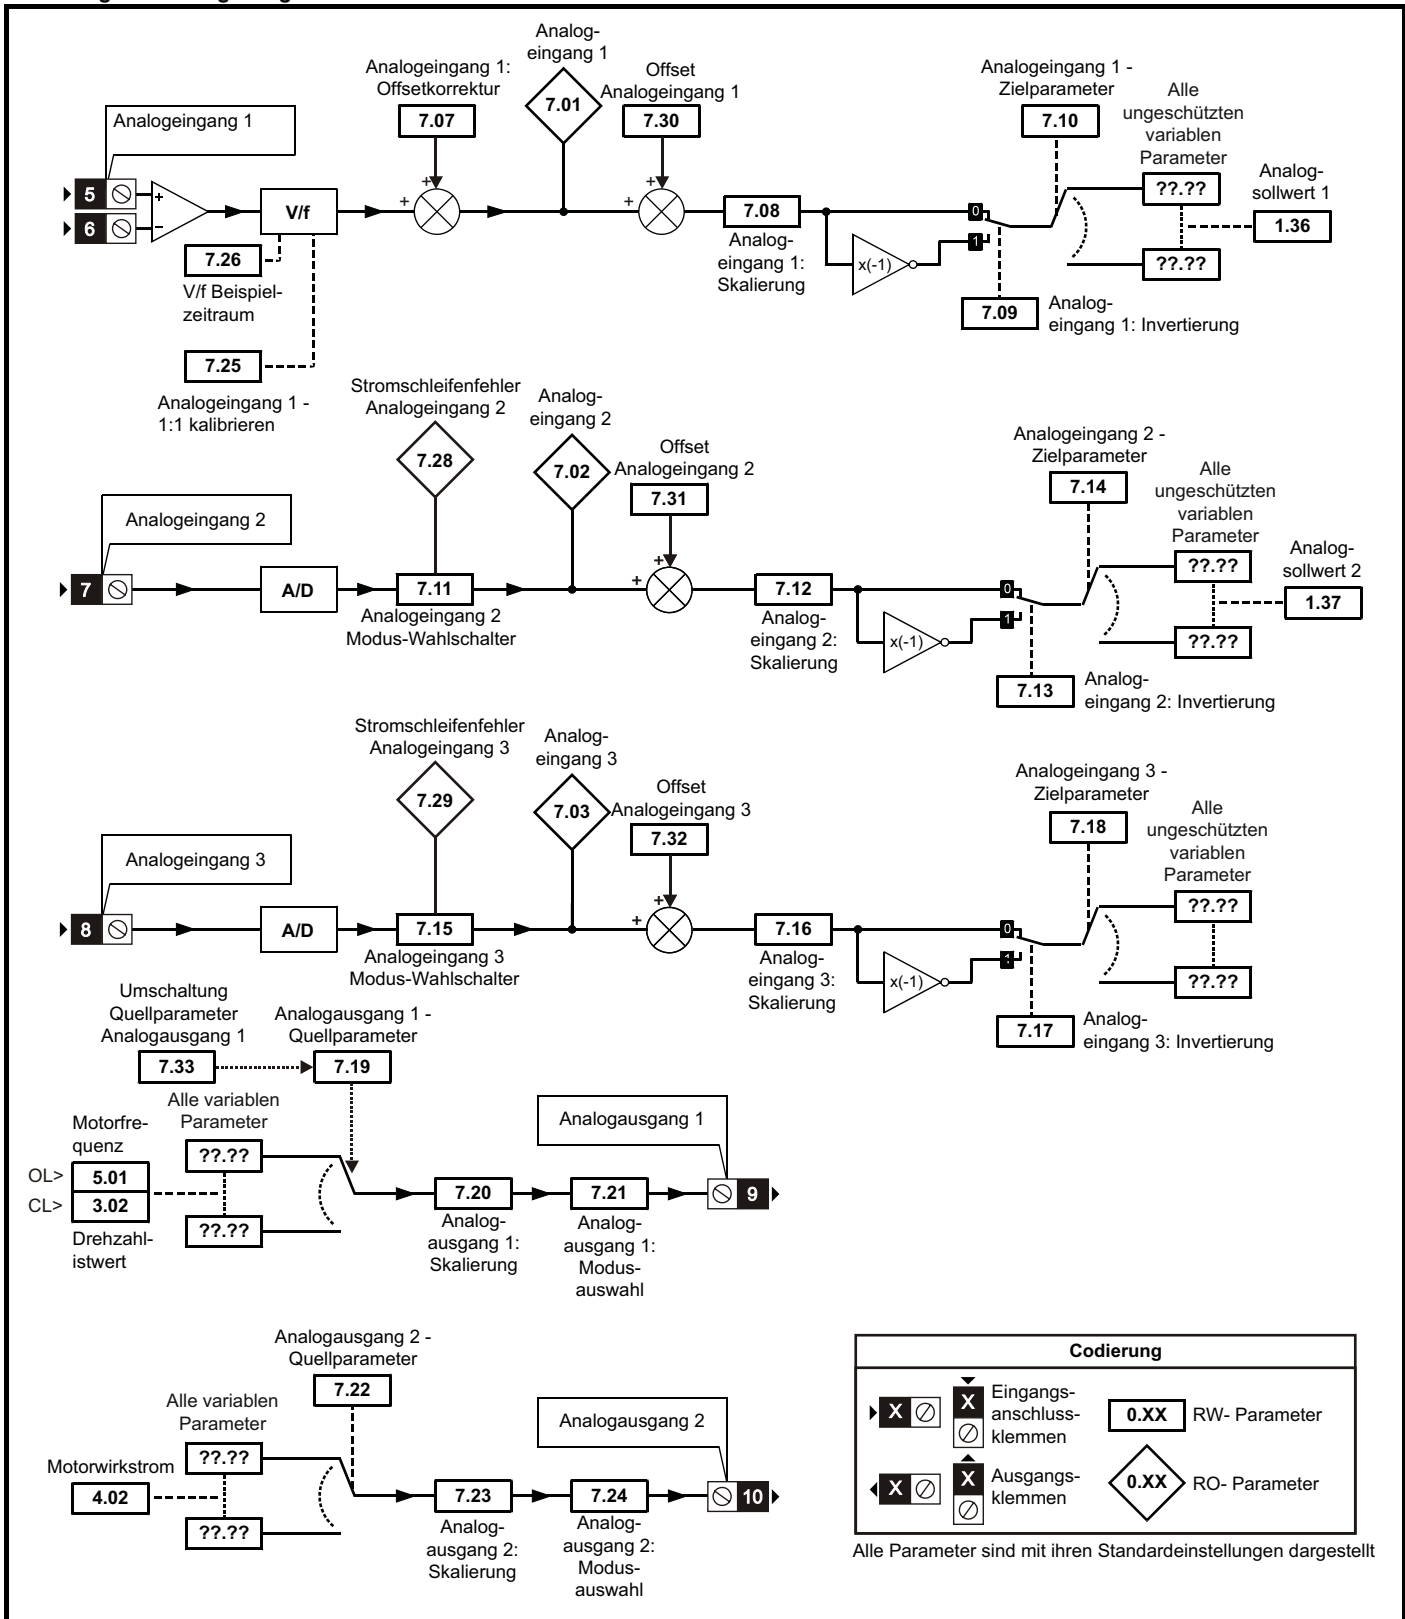 Analog-
eingang 1
Analogeingang 1:
Offsetkorrektur
7.07
7.01
Offset
Analogeingang 1
7.30
Analogeingang 1 -
Zielparameter
7.10
Alle
ungeschützten
variablen
Parameter
??.??
??.??
Analog-
sollwert 1
1.36
Analogeingang 1
5
6
+
−
V/f
+
+
+
+
7.08
Analog-
eingang 1:
Skalierung
x(-1)
0
1
7.09
Analog-
eingang 1: Invertierung
7.26
V/f Beispiel-
zeitraum
7.25
Analogeingang 1 -
1:1 kalibrieren
Stromschleifenfehler
Analogeingang 2
7.28
Analog-
eingang 2
7.02
Offset
Analogeingang 2
7.31
Analogeingang 2 -
Zielparameter
7.14
Alle
ungeschützten
variablen
Parameter
??.??
??.??
Analog-
sollwert 2
1.37
Analogeingang 2
7
A/D
7.11
Analogeingang 2
Modus-Wahlschalter
+
+
7.12
Analog-
eingang 2:
Skalierung
x(-1)
0
1
7.13
Analog-
eingang 2: Invertierung
Stromschleifenfehler
Analogeingang 3
7.29
Analog-
eingang 3
7.03
Offset
Analogeingang 3
7.32
Analogeingang 3 -
Zielparameter
7.18
Alle
ungeschützten
variablen
Parameter
??.??
??.??
Analogeingang 3
8
A/D
7.15
Analogeingang 3
Modus-Wahlschalter
+
+
7.16
Analog-
eingang 3:
Skalierung
x(-1)
0
1
7.17
Analog-
eingang 3: Invertierung
Umschaltung
Quellparameter
Analogausgang 1
7.33
Analogausgang 1 -
Quellparameter
7.19
Alle variablen
Parameter
??.??
??.??
Motorfre-
quenz
OL> 5.01
CL> 3.02
Drehzahl-
istwert
7.20
Analog-
ausgang 1:
Skalierung
7.21
Analog-
ausgang 1:
Modus-
auswahl
Analogausgang 1
9
Analogausgang 2 -
Quellparameter
7.22
Alle variablen
Parameter
??.??
??.??
Motorwirkstrom
4.02
7.23
Analog-
ausgang 2:
Skalierung
7.24
Analog-
ausgang 2:
Modus-
auswahl
Analogausgang 2
10
Codierung
X
X
Eingangs-
anschluss-
klemmen
0.XX
RW- Parameter
X
X
Ausgangs-
klemmen
0.XX
RO- Parameter
Alle Parameter sind mit ihren Standardeinstellungen dargestellt